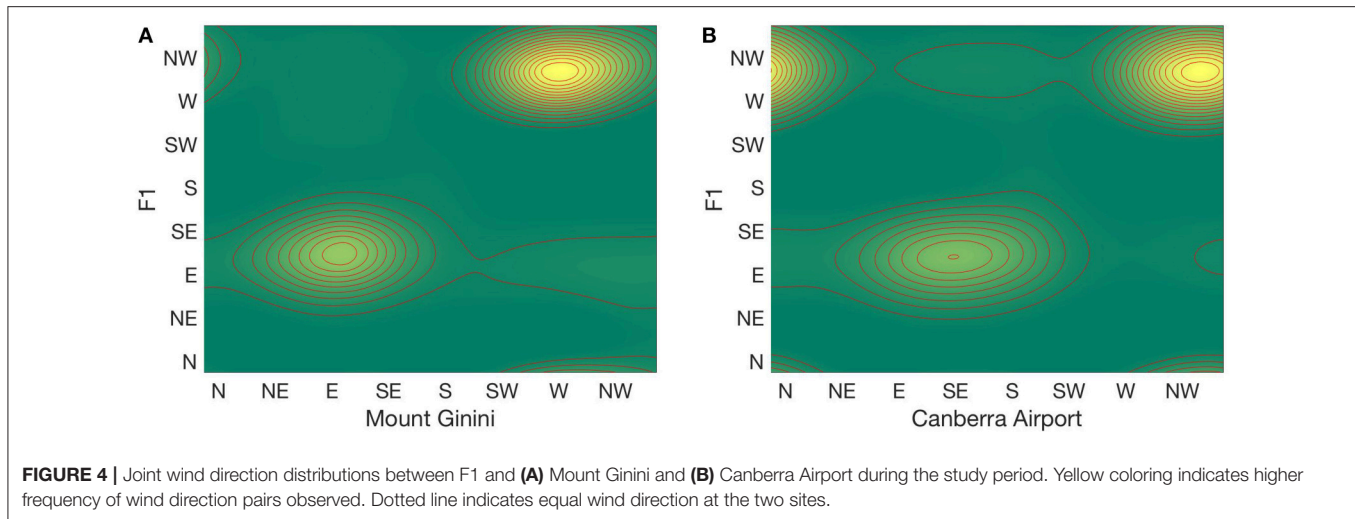 A
NW
W
SW
S
SE
E
NE
N
F1
N NE E SE S SW W NW
Mount Ginini
B
NW
W
SW
S
SE
E
NE
N
F1
N NE E SE S SW W NW
Canberra Airport
FIGURE 4 | Joint wind direction distributions between F1 and (A) Mount Ginini and (B) Canberra Airport during the study period. Yellow coloring indicates higher
frequency of wind direction pairs observed. Dotted line indicates equal wind direction at the two sites.